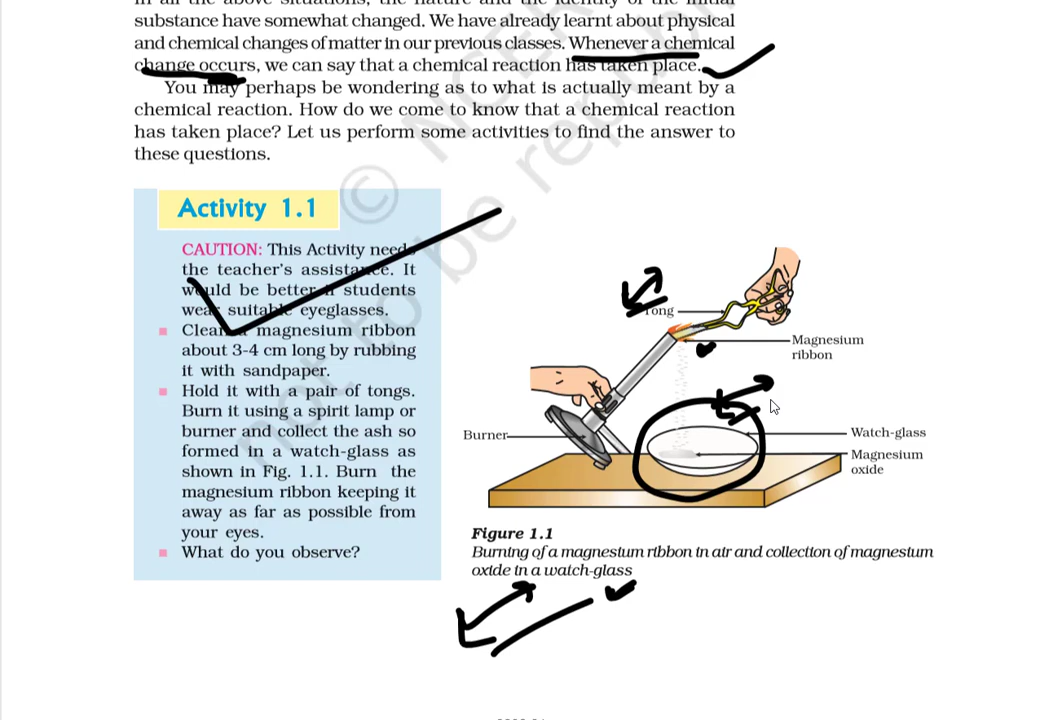 substance have somewhat changed. We have already learnt about physical
and chemical changes of matter in our previous classes. Whenever a chemical
change occurs, we can say that a chemical reaction has taken place.
You may perhaps be wondering as to what is actually meant by a
chemical reaction. How do we come to know that a chemical reaction
has taken place? Let us perform some activities to find the answer to
these questions.
© NCER
not to be repub
Activity 1.1
CAUTION: This Activity needs
the teacher's assistance. It
would be better if students
wear suitable eyeglasses.
Clean a magnesium ribbon
about 3-4 cm long by rubbing
it with sandpaper.
Hold it with a pair of tongs.
Burn it using a spirit lamp or
burner and collect the ash so
formed in a watch-glass as
shown in Fig. 1.1. Burn the
magnesium ribbon keeping it
away as far as possible from
your eyes.
What do you observe?
Tong
Magnesium
ribbon
Burner
Watch-glass
Magnesium
oxide
Figure 1.1
Burning of a magnesium ribbon in air and collection of magnesium
oxide in a watch-glass